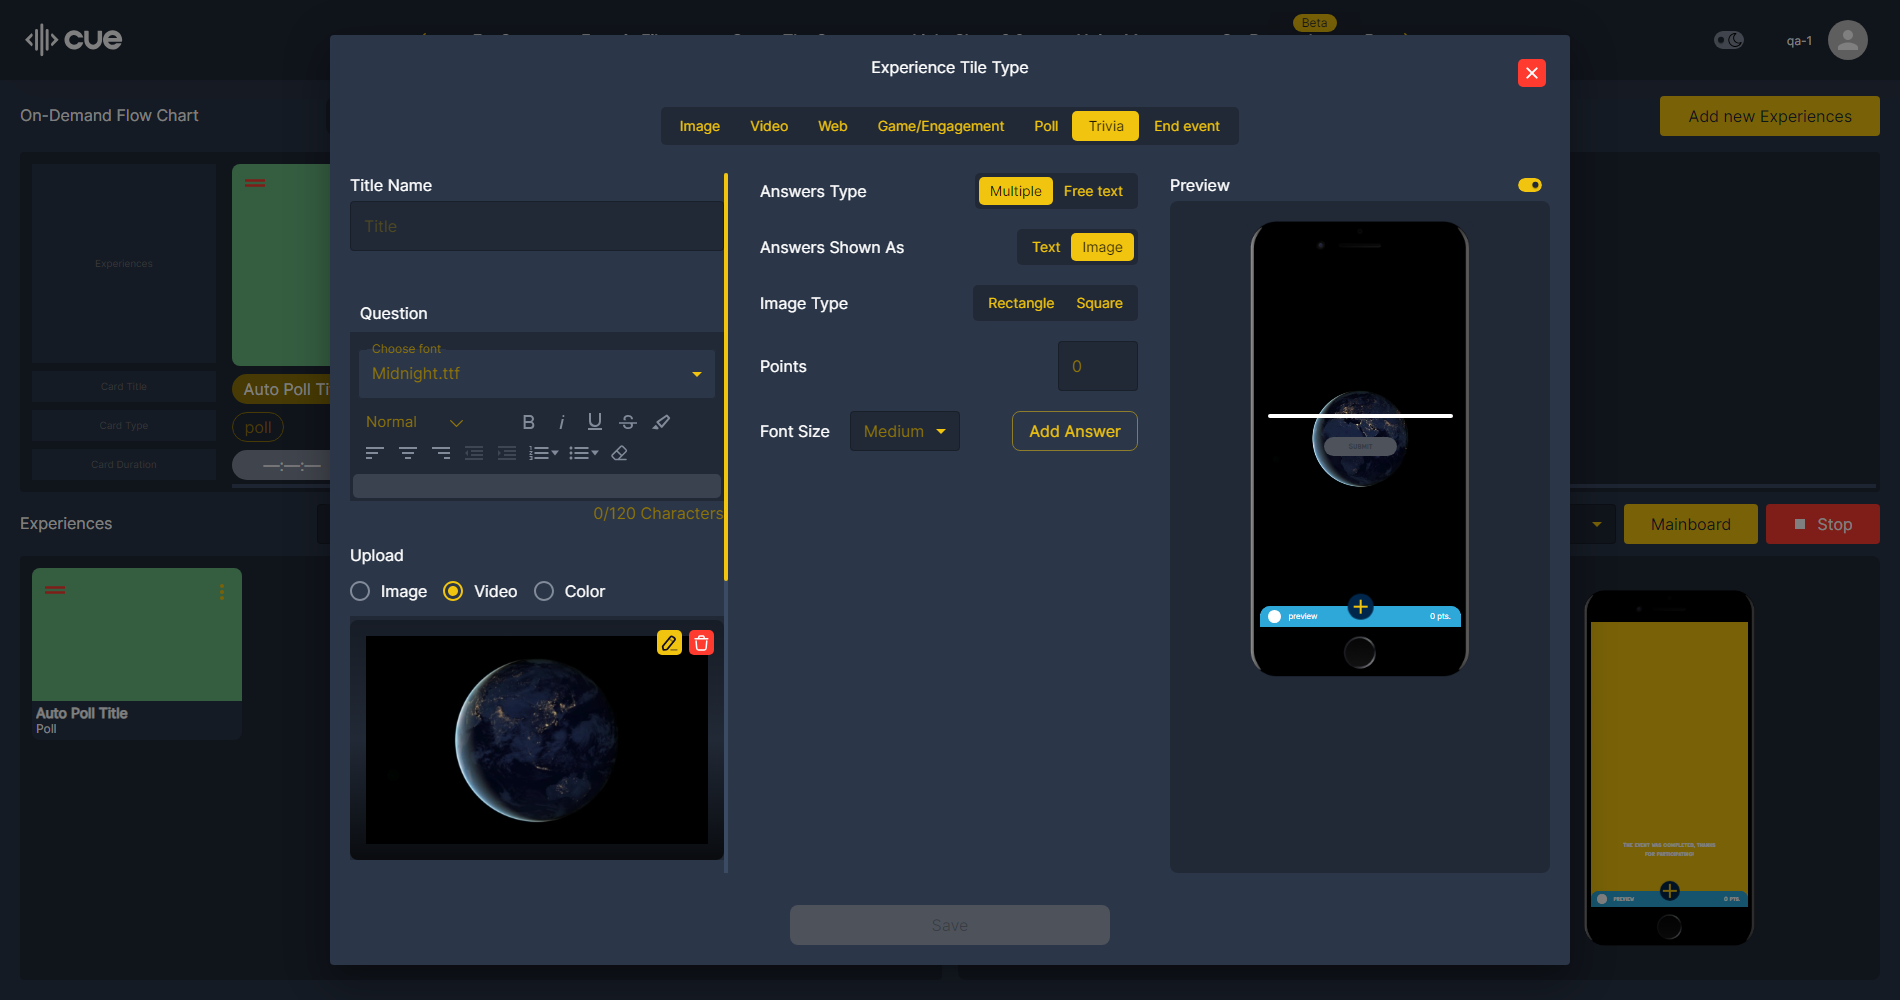 cue
Beta
qa-1
Experience Tile Type
On-Demand Flow Chart
Add new Experiences
Image Video Web Game/Engagement Poll Trivia End event
Title Name
Title
Answers Type
Multiple Free text
Preview
Answers Shown As
Text Image
Experiences
Image Type
Rectangle Square
Question
Choose font
Midnight.ttf
Points
0
Card Title
Auto Poll Ti
Card Type
poll
Normal
B i U S
Font Size
Medium
Add Answer
Card Duration
—:—:—
SUBMIT
0/120 Characters
Experiences
Mainboard
Stop
Upload
Image Video Color
preview
0 pts.
Auto Poll Title
Poll
The event was completed, thanks
for participating!
preview
0 pts.
Save